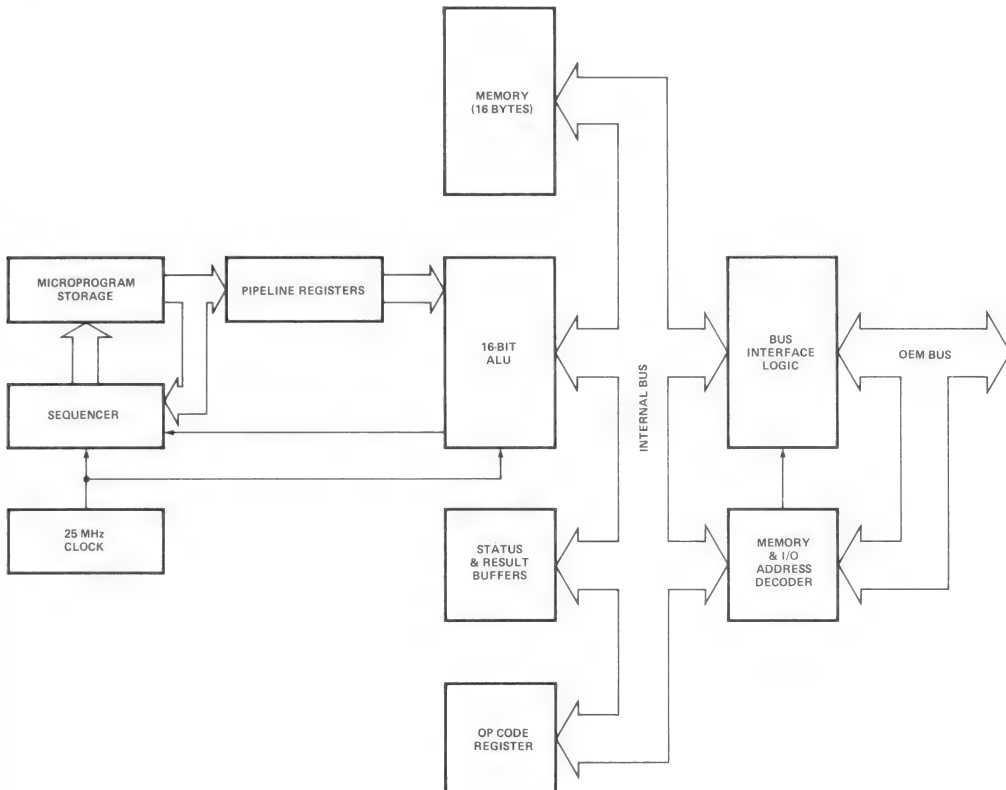 MEMORY
(16 BYTES)
MICROPROGRAM
STORAGE
PIPELINE REGISTERS
16-BIT
ALU
BUS
INTERFACE
LOGIC
OEM BUS
INTERNAL BUS
SEQUENCER
25 MHz
CLOCK
STATUS
& RESULT
BUFFERS
MEMORY
& I/O
ADDRESS
DECODER
OP CODE
REGISTER